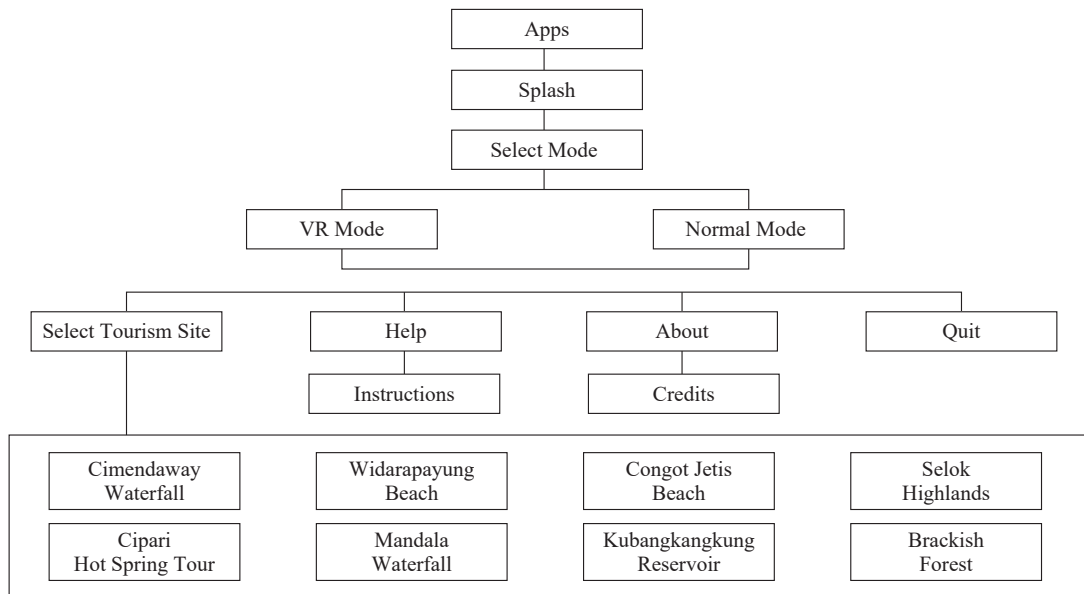 Apps
Splash
Select Mode
VR Mode
Normal Mode
Select Tourism Site
Help
About
Quit
Instructions
Credits
Cimendaway
Waterfall
Widarapayung
Beach
Congot Jetis
Beach
Selok
Highlands
Cipari
Hot Spring Tour
Mandala
Waterfall
Kubangkangkung
Reservoir
Brackish
Forest